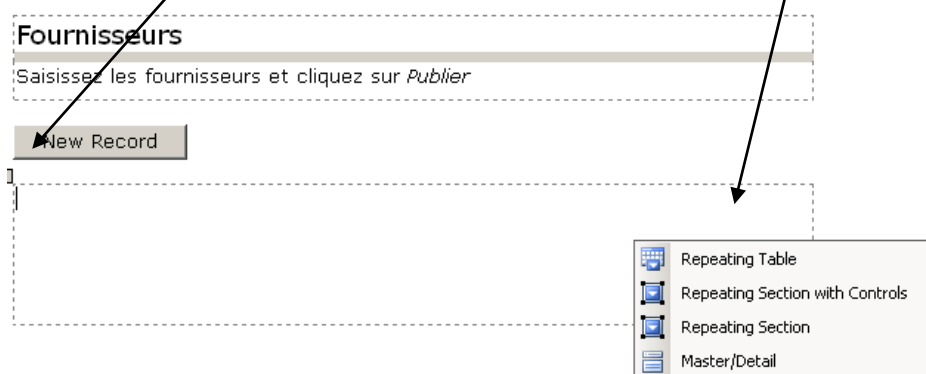 Fournisseurs
Saisissez les fournisseurs et cliquez sur Publier
New Record
Repeating Table
Repeating Section with Controls
Repeating Section
Master/Detail